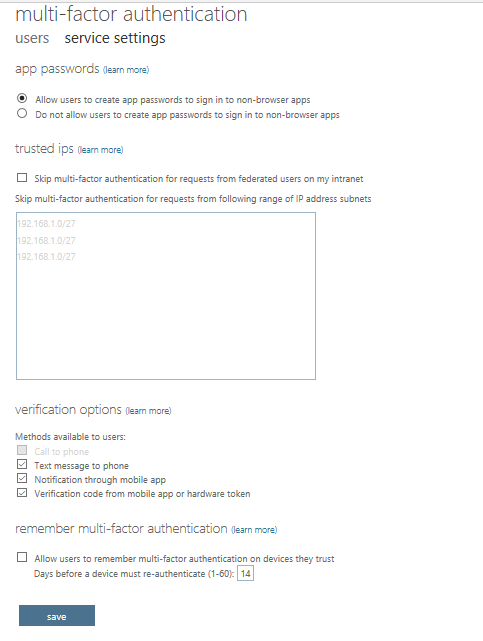 multi-factor authentication
users service settings
app passwords (learn more)
Allow users to create app passwords to sign in to non-browser apps
Do not allow users to create app passwords to sign in to non-browser apps
trusted ips (learn more)
Skip multi-factor authentication for requests from federated users on my intranet
Skip multi-factor authentication for requests from following range of IP address subnets
192.168.1.0/27
192.168.1.0/27
192.168.1.0/27
verification options (learn more)
Methods available to users:
Call to phone
Text message to phone
Notification through mobile app
Verification code from mobile app or hardware token
remember multi-factor authentication (learn more)
Allow users to remember multi-factor authentication on devices they trust
Days before a device must re-authenticate (1-60): 14
save